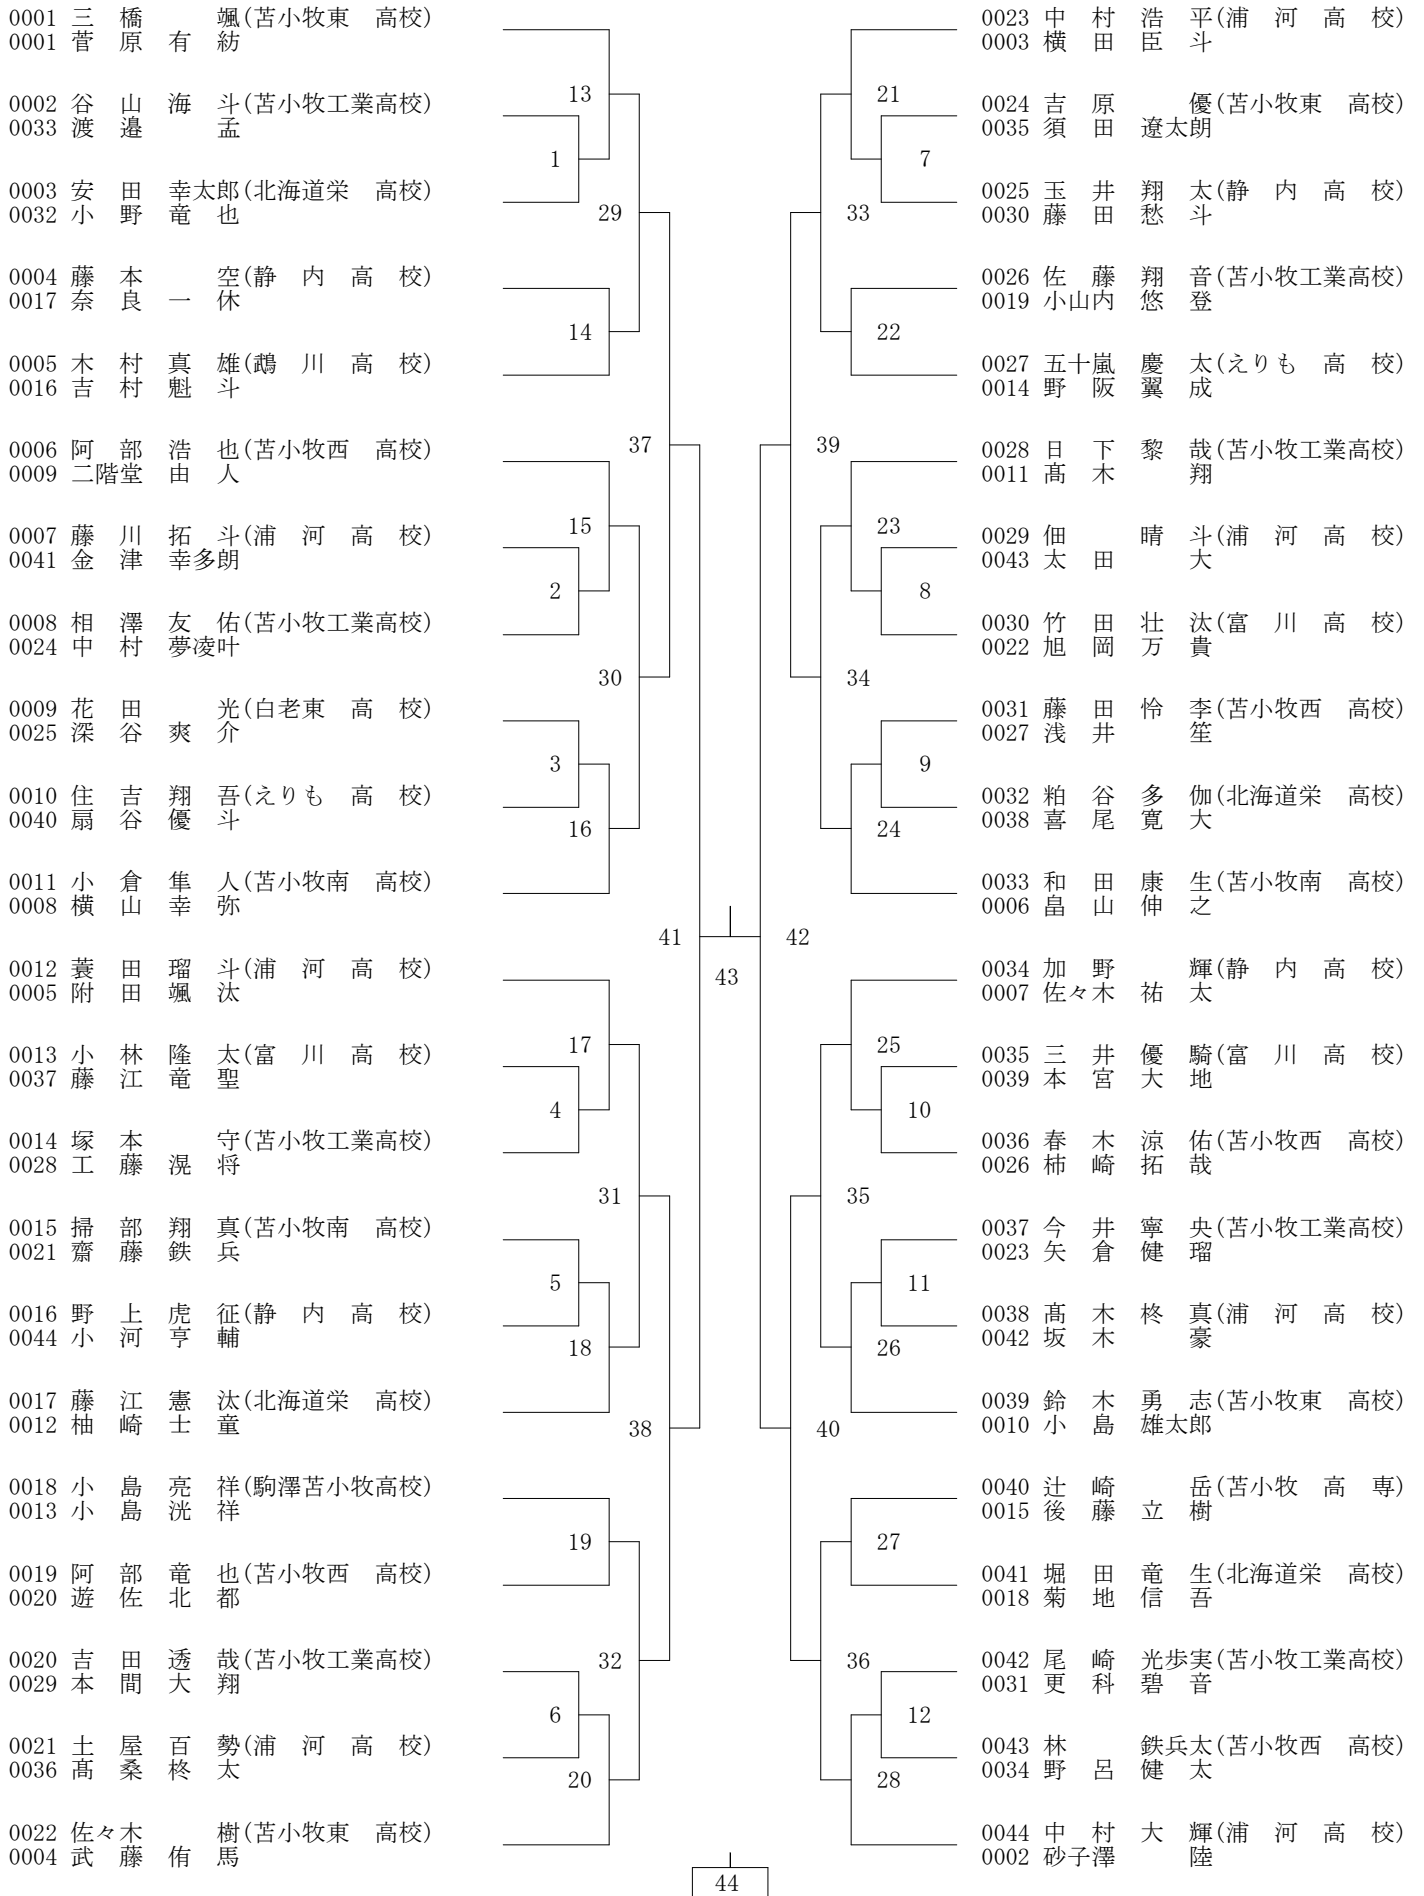 0001 三 橋 颯(苫小牧東 高校)
0001 菅 原 有 紡
0002 谷 山 海 斗(苫小牧工業高校)
0033 渡 邉 孟
0003 安 田 幸太郎(北海道栄 高校)
0032 小 野 竜 也
0004 藤 本 空(静 内 高 校)
0017 奈 良 一 休
0005 木 村 真 雄(鵡 川 高 校)
0016 吉 村 魁 斗
0006 阿 部 浩 也(苫小牧西 高校)
0009 二階堂 由 人
0007 藤 川 拓 斗(浦 河 高 校)
0041 金 津 幸多朗
0008 相 澤 友 佑(苫小牧工業高校)
0024 中 村 夢凌叶
0009 花 田 光(白老東 高 校)
0025 深 谷 爽 介
0010 住 吉 翔 吾(えりも 高 校)
0040 扇 谷 優 斗
0011 小 倉 隼 人(苫小牧南 高校)
0008 横 山 幸 弥
0012 蓑 田 瑠 斗(浦 河 高 校)
0005 附 田 颯 汰
0013 小 林 隆 太(富 川 高 校)
0037 藤 江 竜 聖
0014 塚 本 守(苫小牧工業高校)
0028 工 藤 滉 将
0015 掃 部 翔 真(苫小牧南 高校)
0021 齋 藤 鉄 兵
0016 野 上 虎 征(静 内 高 校)
0044 小 河 亨 輔
0017 藤 江 憲 汰(北海道栄 高校)
0012 柚 崎 士 童
0018 小 島 亮 祥(駒澤苫小牧高校)
0013 小 島 洸 祥
0019 阿 部 竜 也(苫小牧西 高校)
0020 遊 佐 北 都
0020 吉 田 透 哉(苫小牧工業高校)
0029 本 間 大 翔
0021 土 屋 百 勢(浦 河 高 校)
0036 髙 桑 柊 太
0022 佐々木 樹(苫小牧東 高校)
0004 武 藤 侑 馬
13
1
29
14
37
15
2
30
3
16
41
17
4
31
5
18
38
19
32
6
20
43
44
21
7
33
22
39
23
8
34
9
24
42
25
10
35
11
26
40
27
36
12
28
0023 中 村 浩 平(浦 河 高 校)
0003 横 田 臣 斗
0024 吉 原 優(苫小牧東 高校)
0035 須 田 遼太朗
0025 玉 井 翔 太(静 内 高 校)
0030 藤 田 愁 斗
0026 佐 藤 翔 音(苫小牧工業高校)
0019 小山内 悠 登
0027 五十嵐 慶 太(えりも 高 校)
0014 野 阪 翼 成
0028 日 下 黎 哉(苫小牧工業高校)
0011 髙 木 翔
0029 佃 晴 斗(浦 河 高 校)
0043 太 田 大
0030 竹 田 壮 汰(富 川 高 校)
0022 旭 岡 万 貴
0031 藤 田 怜 李(苫小牧西 高校)
0027 浅 井 笙
0032 粕 谷 多 伽(北海道栄 高校)
0038 喜 尾 寛 大
0033 和 田 康 生(苫小牧南 高校)
0006 畠 山 伸 之
0034 加 野 輝(静 内 高 校)
0007 佐々木 祐 太
0035 三 井 優 騎(富 川 高 校)
0039 本 宮 大 地
0036 春 木 涼 佑(苫小牧西 高校)
0026 柿 崎 拓 哉
0037 今 井 寧 央(苫小牧工業高校)
0023 矢 倉 健 瑠
0038 髙 木 柊 真(浦 河 高 校)
0042 坂 木 豪
0039 鈴 木 勇 志(苫小牧東 高校)
0010 小 島 雄太郎
0040 辻 崎 岳(苫小牧 高 専)
0015 後 藤 立 樹
0041 堀 田 竜 生(北海道栄 高校)
0018 菊 地 信 吾
0042 尾 崎 光歩実(苫小牧工業高校)
0031 更 科 碧 音
0043 林 鉄兵太(苫小牧西 高校)
0034 野 呂 健 太
0044 中 村 大 輝(浦 河 高 校)
0002 砂子澤 陸